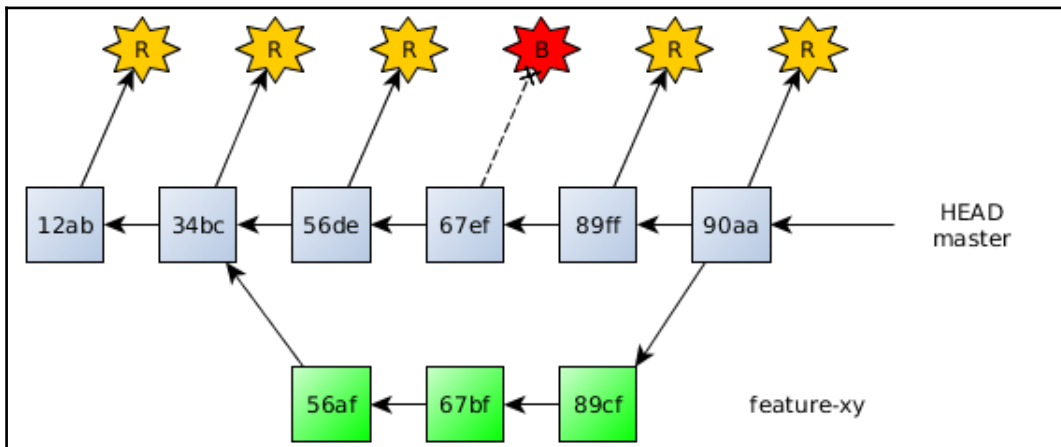 R R R B R R
12ab 34bc 56de 67ef 89ff 90aa
HEAD
master
56af 67bf 89cf feature-xy